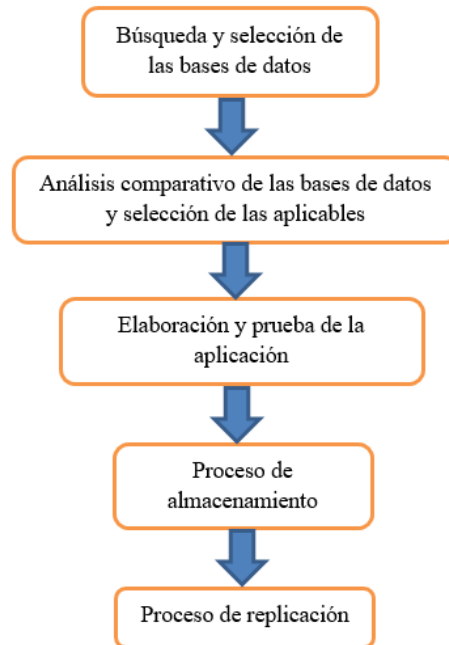 Búsqueda y selección de
las bases de datos
Análisis comparativo de las bases de datos
y selección de las aplicables
Elaboración y prueba de la
aplicación
Proceso de
almacenamiento
Proceso de replicación